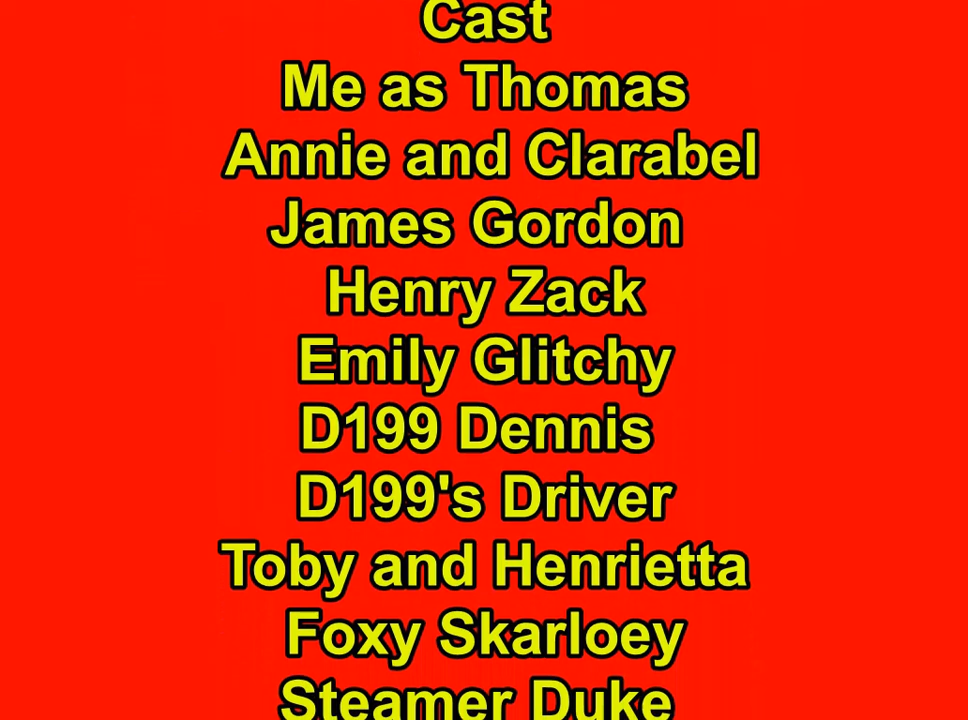 Cast
Me as Thomas
Annie and Clarabel
James Gordon
Henry Zack
Emily Glitchy
D199 Dennis
D199's Driver
Toby and Henrietta
Foxy Skarloey
Steamer Duke